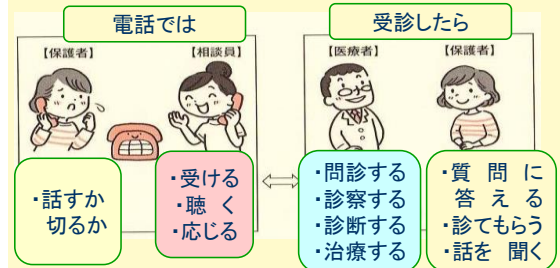 電話では
受診したら
【保護者】
【相談員】
【医療者】
【保護者】
・話すか
切るか
・受ける
・聴 く
・応じる
・問診する
・診察する
・診断する
・治療する
・質 問 に
答 え る
・診てもらう
・話を 聞く